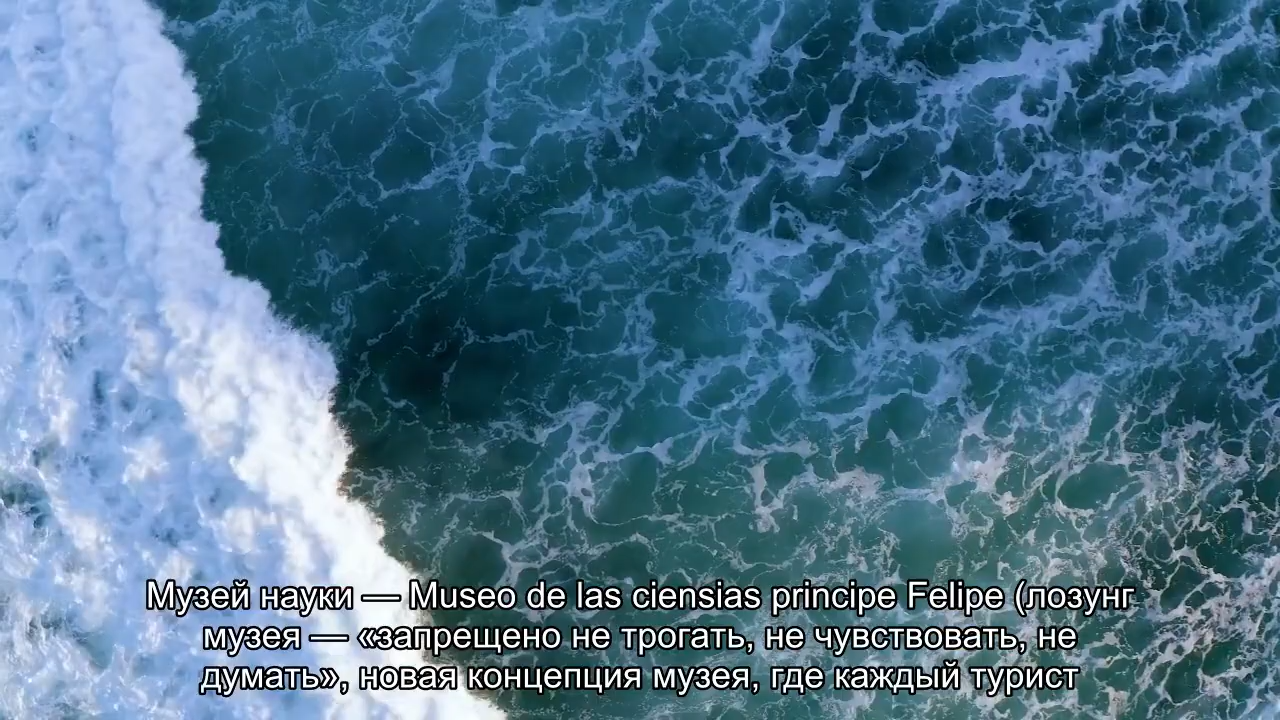 Музей науки — Museo de las ciensias principe Felipe (лозунг
музея — «запрещено не трогать, не чувствовать, не
думать», новая концепция музея, где каждый турист